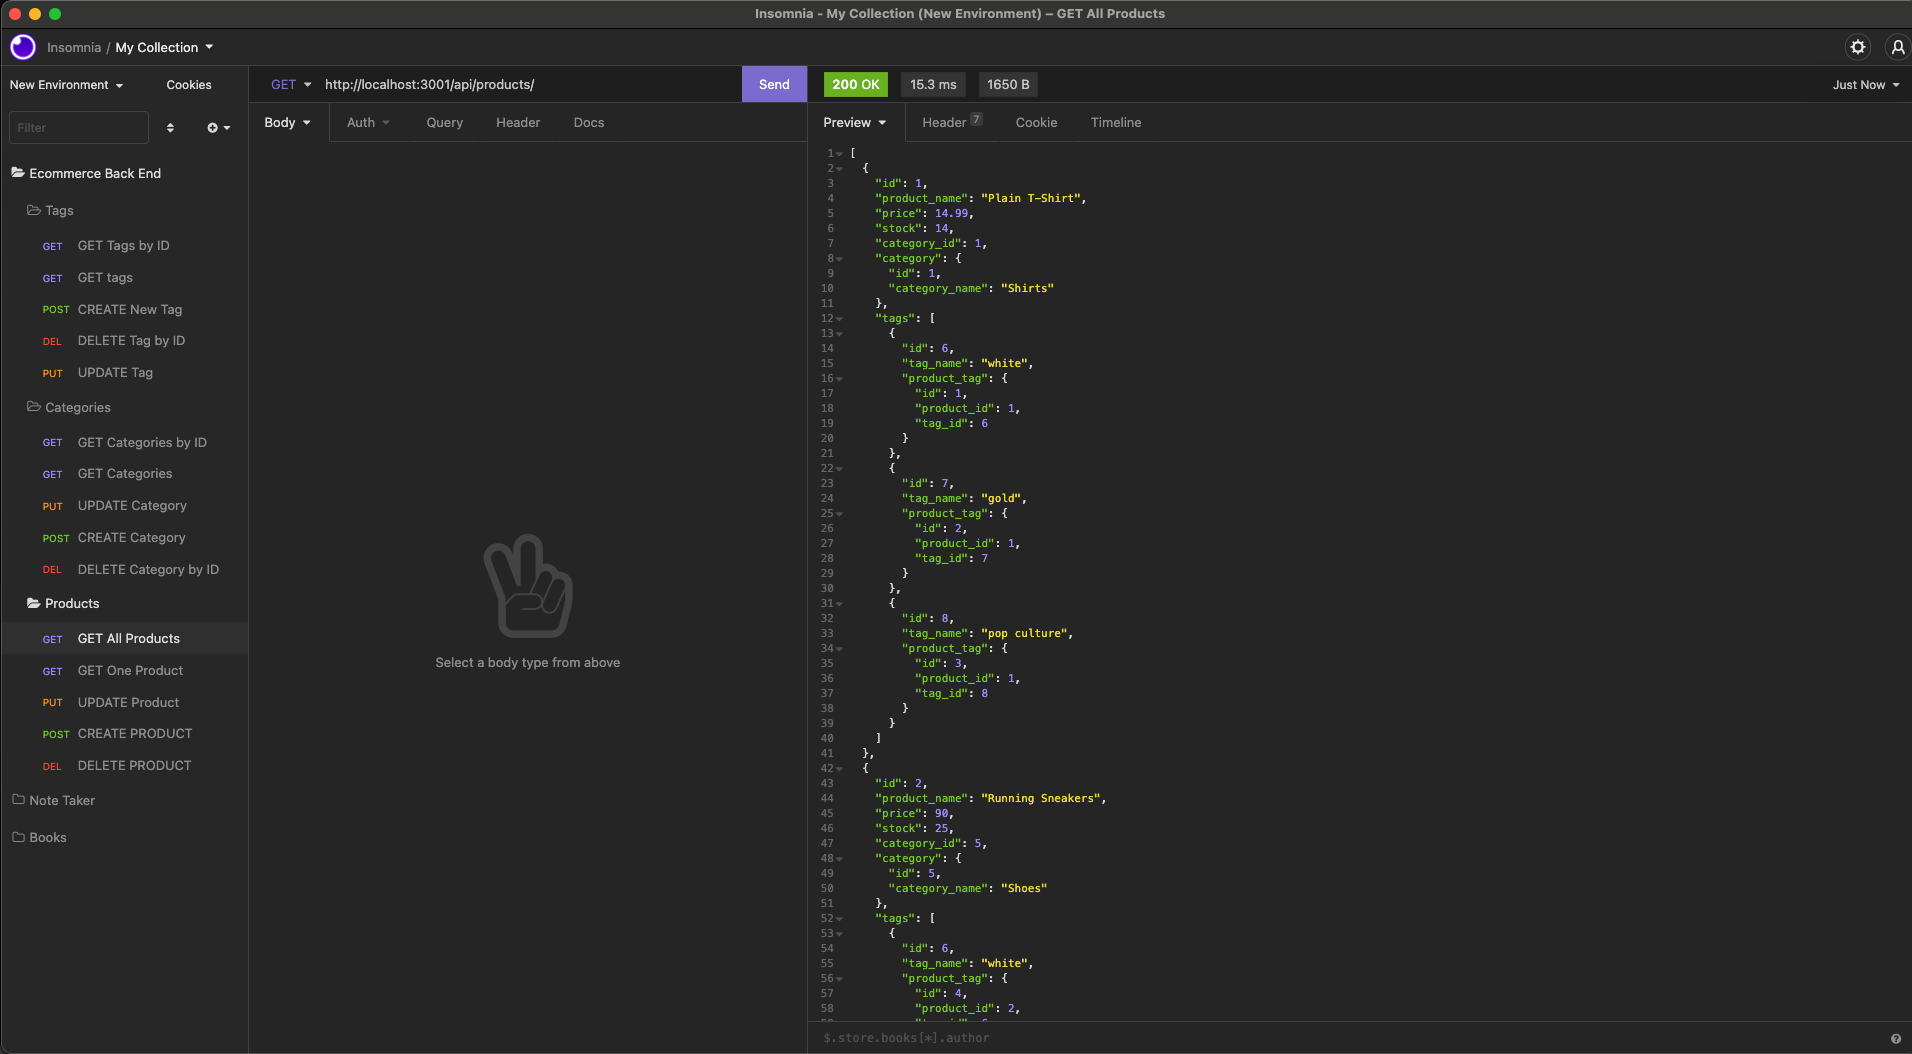 Insomnia - My Collection (New Environment) – GET All Products
Insomnia / My Collection
New Environment
Cookies
Filter
Ecommerce Back End
Tags
GET GET Tags by ID
GET GET tags
POST CREATE New Tag
DEL DELETE Tag by ID
PUT UPDATE Tag
Categories
GET GET Categories by ID
GET GET Categories
PUT UPDATE Category
POST CREATE Category
DEL DELETE Category by ID
Products
GET GET All Products
GET GET One Product
PUT UPDATE Product
POST CREATE PRODUCT
DEL DELETE PRODUCT
Note Taker
Books
GET http://localhost:3001/api/products/ Send
Body Auth Query Header Docs
Select a body type from above
200 OK 15.3 ms 1650 B Just Now
Preview Header 7 Cookie Timeline
1 [
2 {
3 "id": 1,
4 "product_name": "Plain T-Shirt",
5 "price": 14.99,
6 "stock": 14,
7 "category_id": 1,
8 "category": {
9 "id": 1,
10 "category_name": "Shirts"
11 },
12 "tags": [
13 {
14 "id": 6,
15 "tag_name": "white",
16 "product_tag": {
17 "id": 1,
18 "product_id": 1,
19 "tag_id": 6
20 }
21 },
22 {
23 "id": 7,
24 "tag_name": "gold",
25 "product_tag": {
26 "id": 2,
27 "product_id": 1,
28 "tag_id": 7
29 }
30 },
31 {
32 "id": 8,
33 "tag_name": "pop culture",
34 "product_tag": {
35 "id": 3,
36 "product_id": 1,
37 "tag_id": 8
38 }
39 }
40 ]
41 },
42 {
43 "id": 2,
44 "product_name": "Running Sneakers",
45 "price": 90,
46 "stock": 25,
47 "category_id": 5,
48 "category": {
49 "id": 5,
50 "category_name": "Shoes"
51 },
52 "tags": [
53 {
54 "id": 6,
55 "tag_name": "white",
56 "product_tag": {
57 "id": 4,
58 "product_id": 2,
$.store.books[*].author